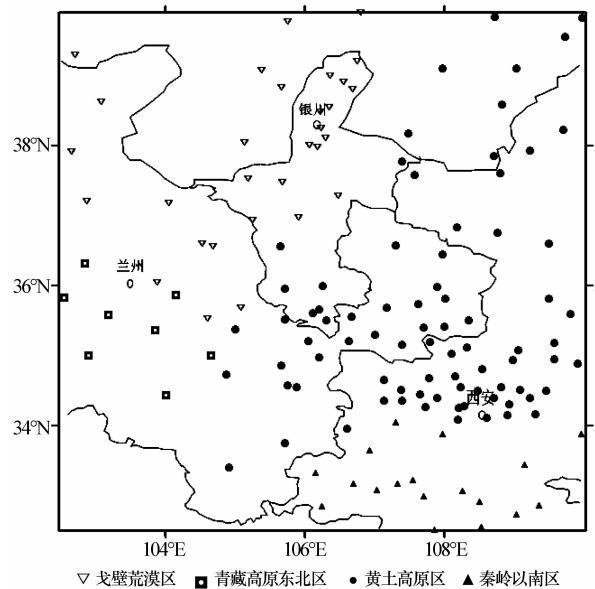 银川
38°N
兰州
36°N
西安
34°N
104°E
106°E
108°E
戈壁荒漠区 青藏高原东北区 黄土高原区 秦岭以南区